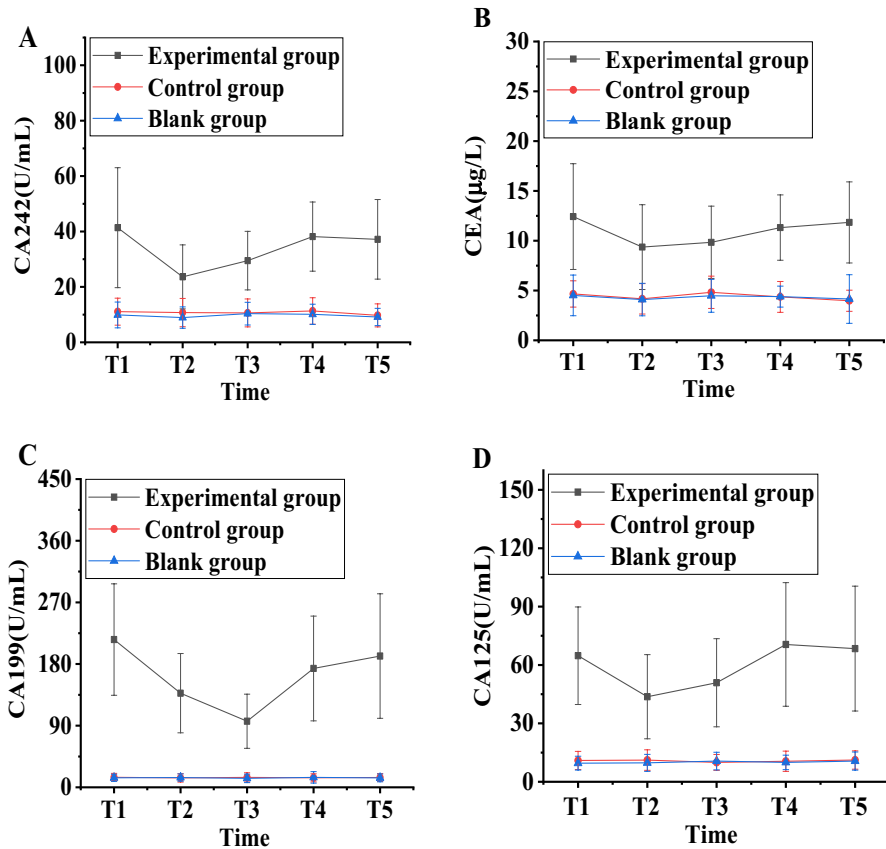 A
CA242(U/mL)
100
80
60
40
20
0
Experimental group
Control group
Blank group
T1 T2 T3 T4 T5
Time
B
CEA(μg/L)
30
25
20
15
10
5
0
Experimental group
Control group
Blank group
T1 T2 T3 T4 T5
Time
C
CA199(U/mL)
450
360
270
180
90
0
Experimental group
Control group
Blank group
T1 T2 T3 T4 T5
Time
D
CA125(U/mL)
150
120
90
60
30
0
Experimental group
Control group
Blank group
T1 T2 T3 T4 T5
Time